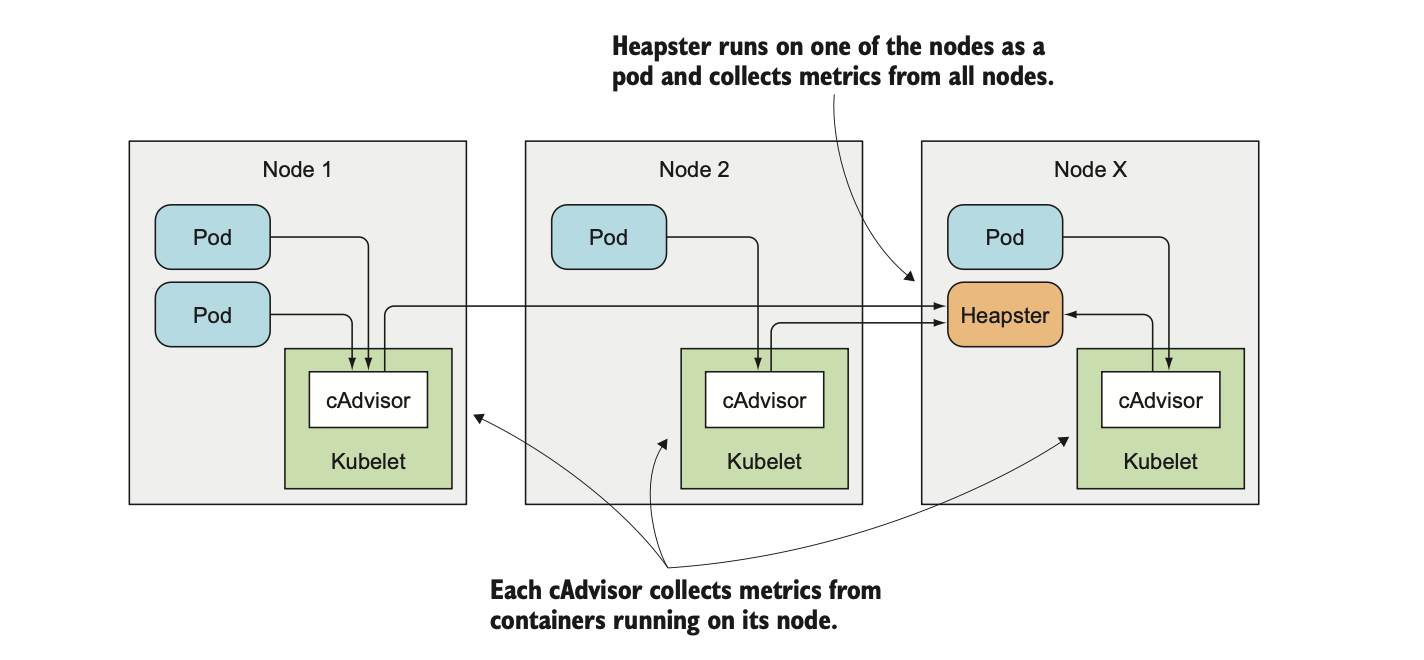 Heapster runs on one of the nodes as a
pod and collects metrics from all nodes.
Node 1
Node 2
Node X
Pod
Pod
Pod
Pod
Heapster
cAdvisor
cAdvisor
cAdvisor
Kubelet
Kubelet
Kubelet
Each cAdvisor collects metrics from
containers running on its node.